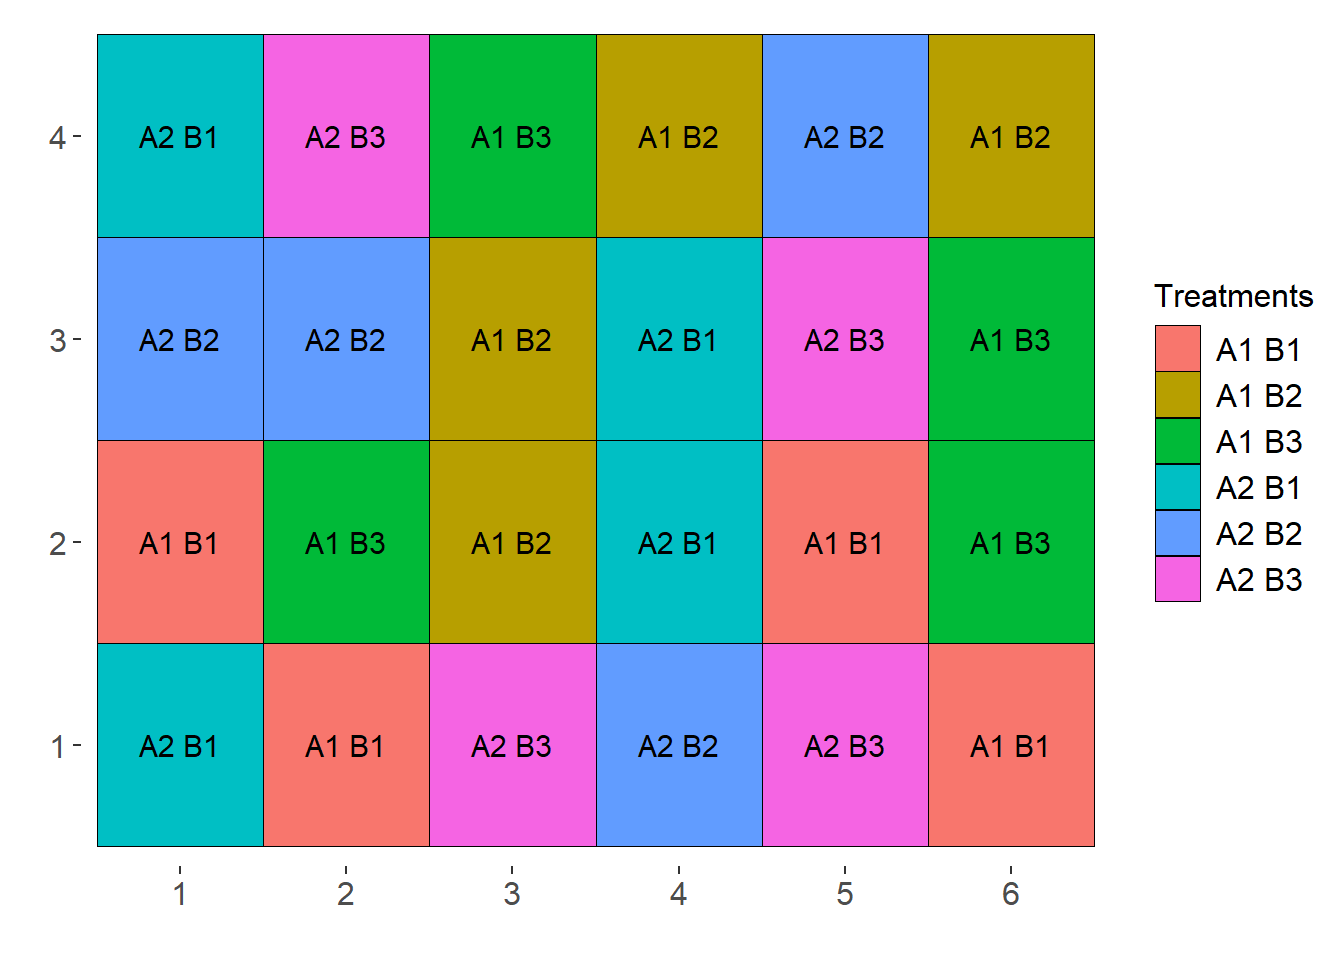 4 A2 B1 A2 B3 A1 B3 A1 B2 A2 B2 A1 B2
3 A2 B2 A2 B2 A1 B2 A2 B1 A2 B3 A1 B3
2 A1 B1 A1 B3 A1 B2 A2 B1 A1 B1 A1 B3
1 A2 B1 A1 B1 A2 B3 A2 B2 A2 B3 A1 B1
1 2 3 4 5 6
Treatments
A1 B1
A1 B2
A1 B3
A2 B1
A2 B2
A2 B3